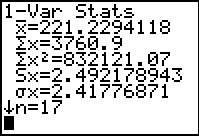 1-Var Stats
x̄=221.2294118
Σx=3760.9
Σx²=832121.07
Sx=2.492178943
σx=2.41776871
↓n=17